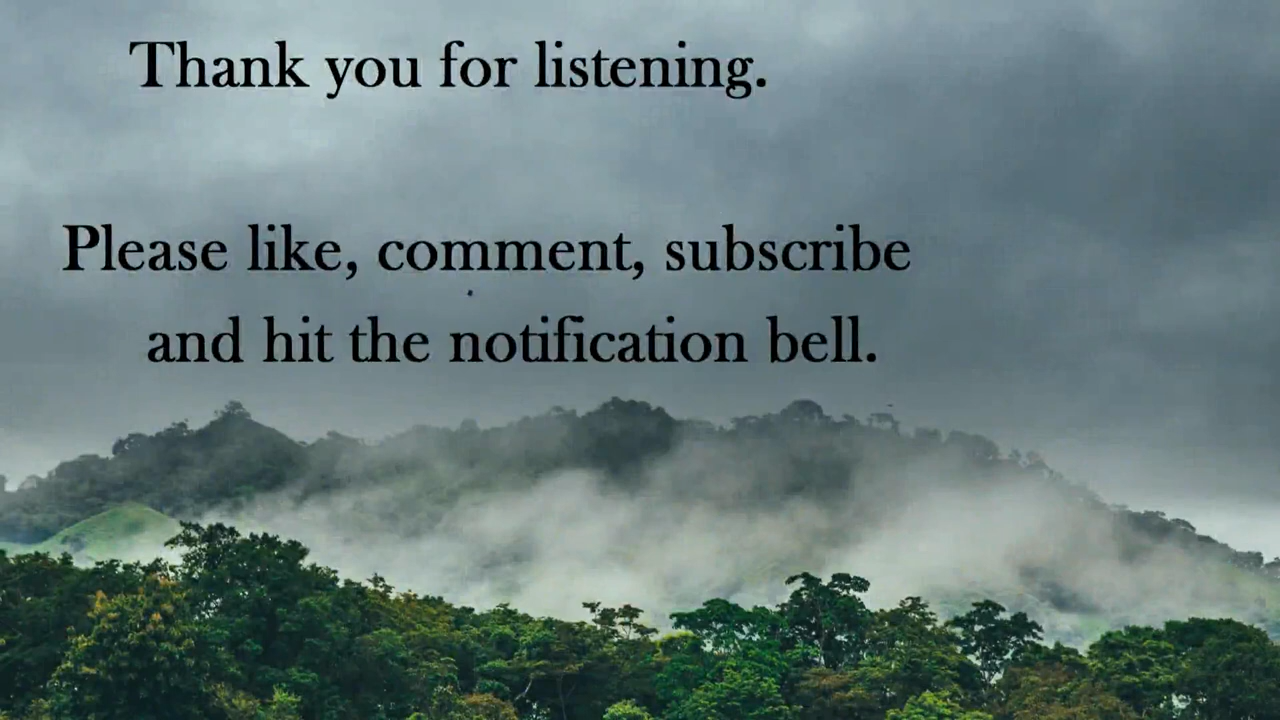 Thank you for listening.
Please like, comment, subscribe
and hit the notification bell.